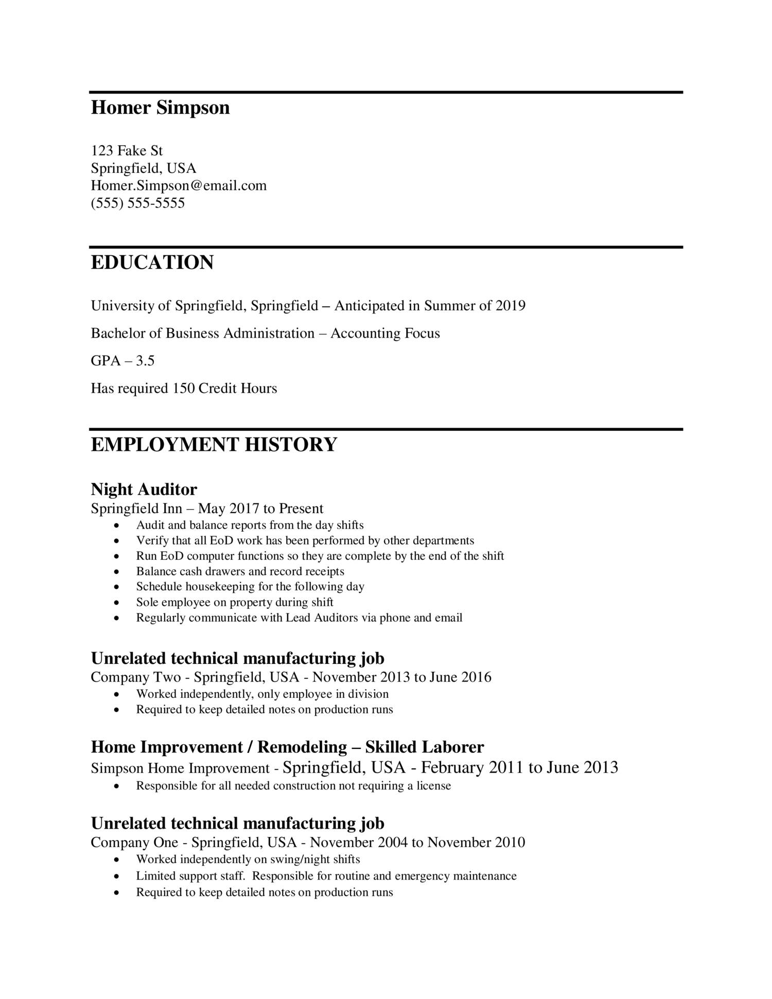 Homer Simpson
123 Fake St
Springfield, USA
Homer.Simpson@email.com
(555) 555-5555
EDUCATION
University of Springfield, Springfield – Anticipated in Summer of 2019
Bachelor of Business Administration – Accounting Focus
GPA – 3.5
Has required 150 Credit Hours
EMPLOYMENT HISTORY
Night Auditor
Springfield Inn – May 2017 to Present
• Audit and balance reports from the day shifts
• Verify that all EoD work has been performed by other departments
• Run EoD computer functions so they are complete by the end of the shift
• Balance cash drawers and record receipts
• Schedule housekeeping for the following day
• Sole employee on property during shift
• Regularly communicate with Lead Auditors via phone and email
Unrelated technical manufacturing job
Company Two - Springfield, USA - November 2013 to June 2016
• Worked independently, only employee in division
• Required to keep detailed notes on production runs
Home Improvement / Remodeling – Skilled Laborer
Simpson Home Improvement - Springfield, USA - February 2011 to June 2013
• Responsible for all needed construction not requiring a license
Unrelated technical manufacturing job
Company One - Springfield, USA - November 2004 to November 2010
• Worked independently on swing/night shifts
• Limited support staff.  Responsible for routine and emergency maintenance
• Required to keep detailed notes on production runs